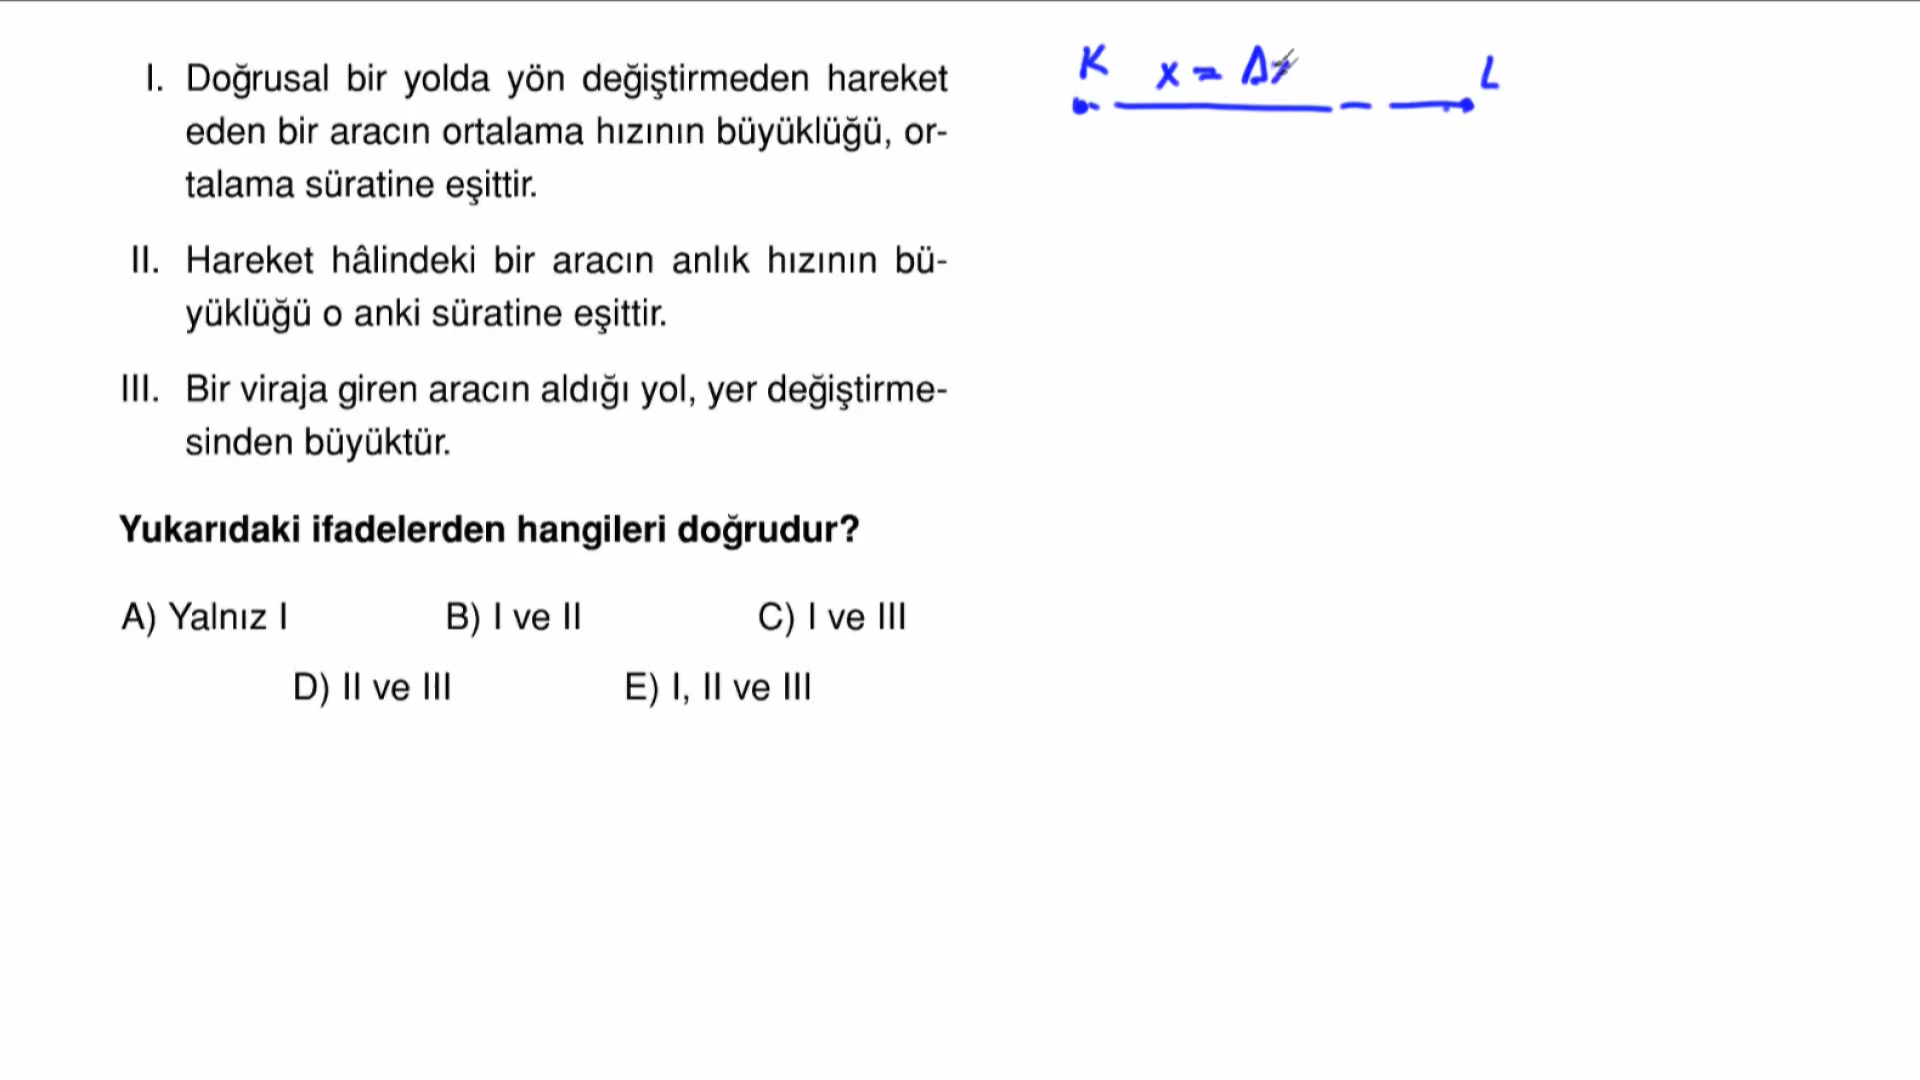 I. Doğrusal bir yolda yön değiştirmeden hareket
eden bir aracın ortalama hızının büyüklüğü, or-
talama süratine eşittir.
II. Hareket hâlindeki bir aracın anlık hızının bü-
yüklüğü o anki süratine eşittir.
III. Bir viraja giren aracın aldığı yol, yer değiştirme-
sinden büyüktür.
Yukarıdaki ifadelerden hangileri doğrudur?
A) Yalnız I B) I ve II C) I ve III
D) II ve III E) I, II ve III
K x = L